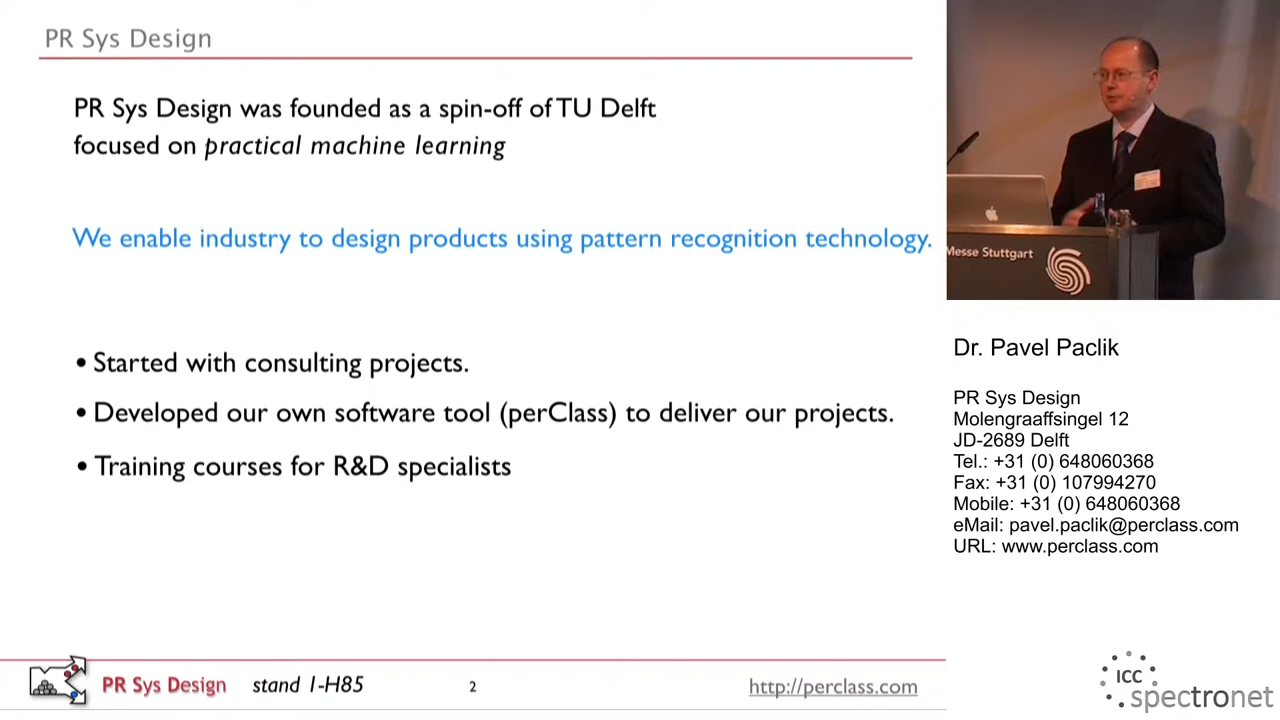 PR Sys Design
PR Sys Design was founded as a spin-off of TU Delft
focused on practical machine learning
We enable industry to design products using pattern recognition technology.
• Started with consulting projects.
• Developed our own software tool (perClass) to deliver our projects.
• Training courses for R&D specialists
PR Sys Design
stand 1-H85
2
http://perclass.com
Messe Stuttgart
Dr. Pavel Paclik
PR Sys Design
Molengraaffsingel 12
JD-2689 Delft
Tel.: +31 (0) 648060368
Fax: +31 (0) 107994270
Mobile: +31 (0) 648060368
eMail: pavel.paclik@perclass.com
URL: www.perclass.com
ICC
spectronet